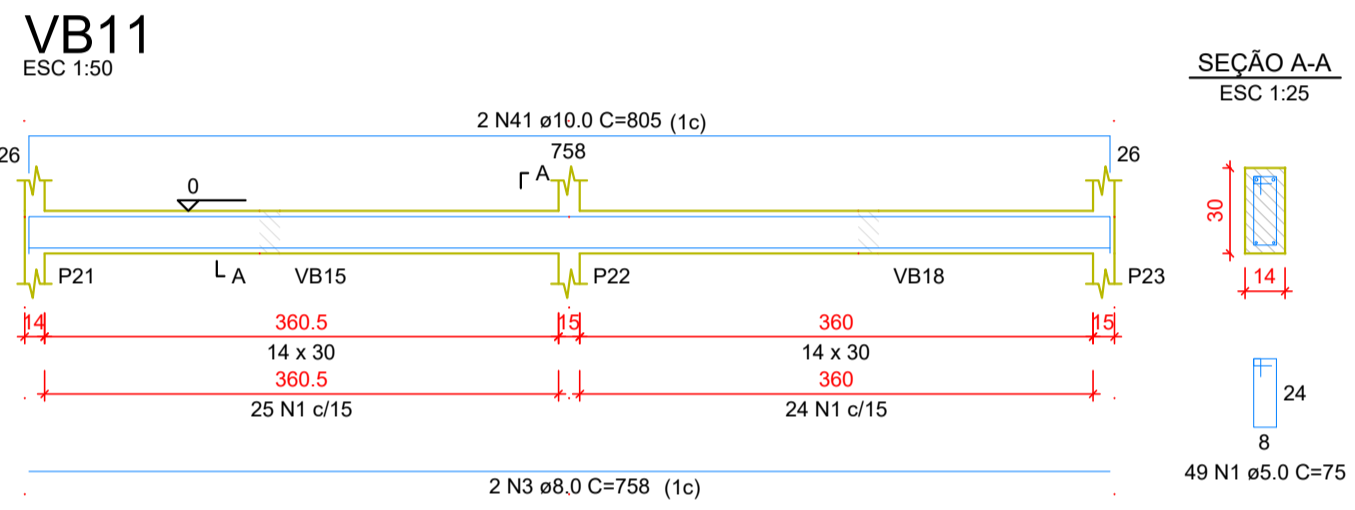 VB11
ESC 1:50
SEÇÃO A-A
ESC 1:25
2 N41 ø10.0 C=805 (1c)
26
758
26
A
0
P21
A
VB15
P22
VB18
P23
30
14
14
360.5
15
360
15
14 x 30
14 x 30
360.5
360
25 N1 c/15
24 N1 c/15
24
8
49 N1 ø5.0 C=75
2 N3 ø8.0 C=758 (1c)